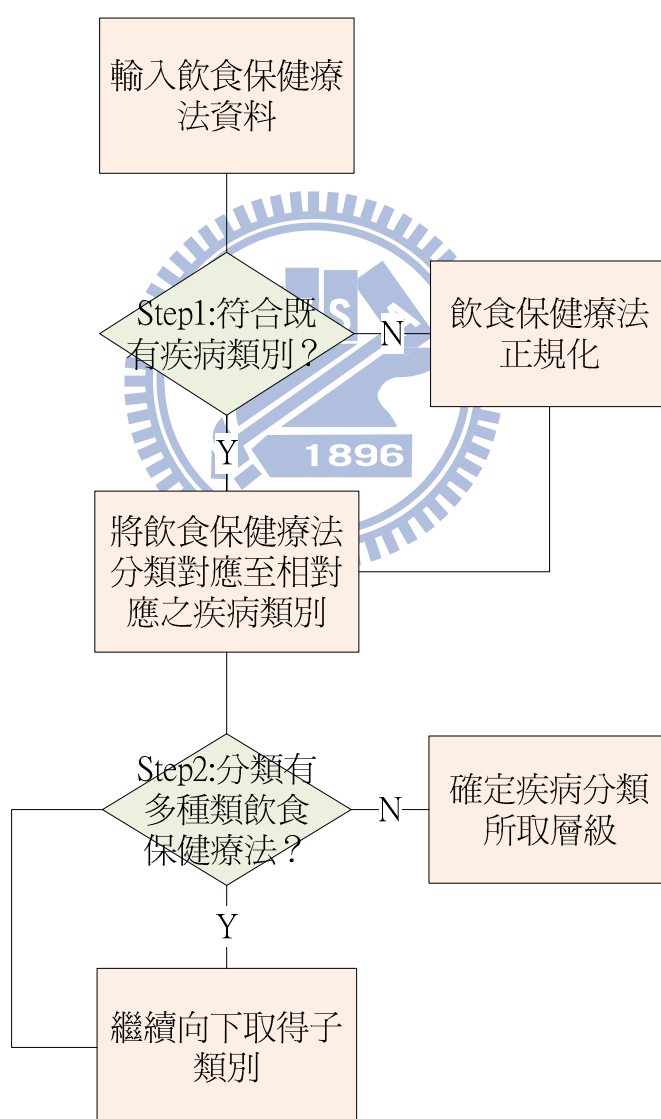 輸入飲食保健療
法資料
Step1:符合既
有疾病類別？
N
飲食保健療法
正規化
Y
1896
將飲食保健療法
分類對應至相對
應之疾病類別
Step2:分類有
多種類飲食
保健療法？
N
確定疾病分類
所取層級
Y
繼續向下取得子
類別